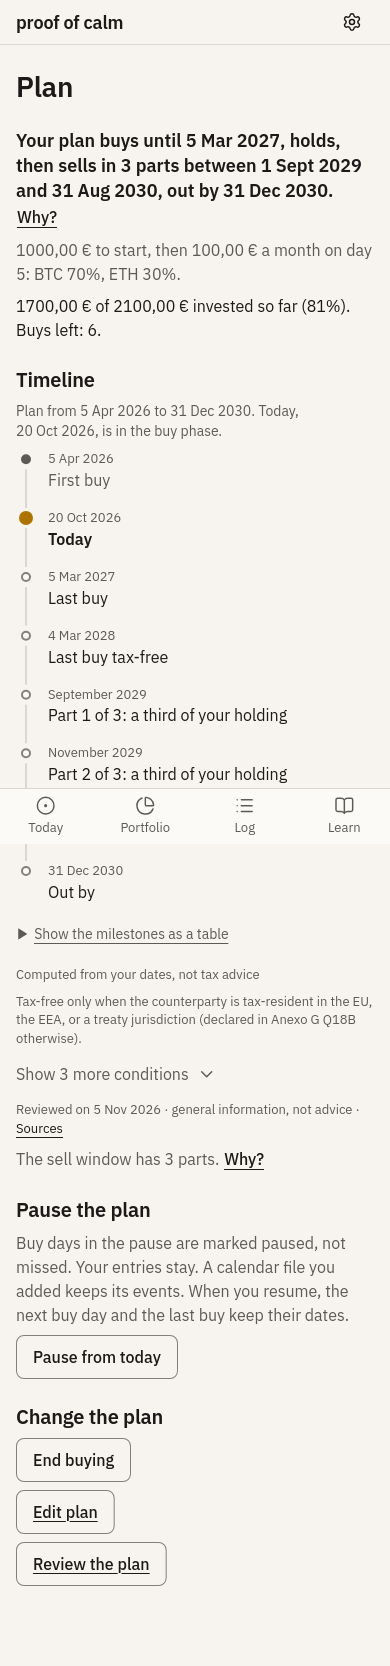 proof of calm
Plan
Your plan buys until 5 Mar 2027, holds,
then sells in 3 parts between 1 Sept 2029
and 31 Aug 2030, out by 31 Dec 2030.
Why?
1000,00 € to start, then 100,00 € a month on day
5: BTC 70%, ETH 30%.
1700,00 € of 2100,00 € invested so far (81%).
Buys left: 6.
Timeline
Plan from 5 Apr 2026 to 31 Dec 2030. Today,
20 Oct 2026, is in the buy phase.
5 Apr 2026
First buy
20 Oct 2026
Today
5 Mar 2027
Last buy
4 Mar 2028
Last buy tax-free
September 2029
Part 1 of 3: a third of your holding
November 2029
Part 2 of 3: a third of your holding
Today
Portfolio
Log
Learn
31 Dec 2030
Out by
Show the milestones as a table
Computed from your dates, not tax advice
Tax-free only when the counterparty is tax-resident in the EU,
the EEA, or a treaty jurisdiction (declared in Anexo G Q18B
otherwise).
Show 3 more conditions
Reviewed on 5 Nov 2026 · general information, not advice ·
Sources
The sell window has 3 parts. Why?
Pause the plan
Buy days in the pause are marked paused, not
missed. Your entries stay. A calendar file you
added keeps its events. When you resume, the
next buy day and the last buy keep their dates.
Pause from today
Change the plan
End buying
Edit plan
Review the plan